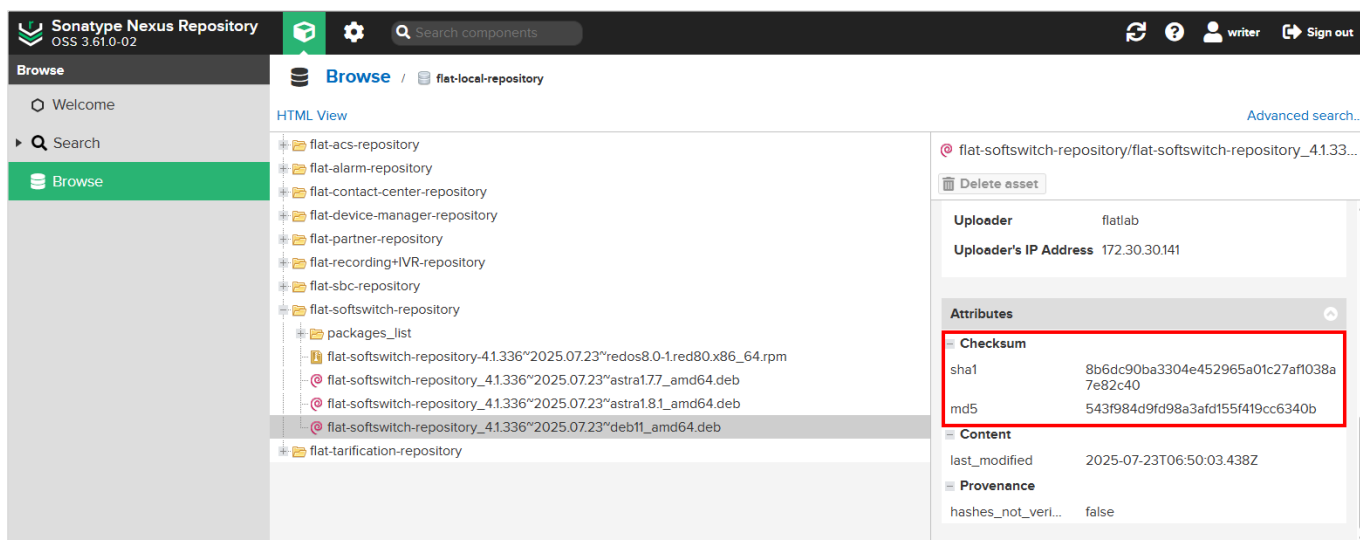 Sonatype Nexus Repository
OSS 3.61.0-02
Search components
writer
Sign out
Browse
Welcome
Search
Browse
Browse / flat-local-repository
HTML View
Advanced search...
flat-acs-repository
flat-alarm-repository
flat-contact-center-repository
flat-device-manager-repository
flat-partner-repository
flat-recording+IVR-repository
flat-sbc-repository
flat-softswitch-repository
packages_list
flat-softswitch-repository-4.1.336~2025.07.23~redos8.0-1.red80.x86_64.rpm
flat-softswitch-repository_4.1.336~2025.07.23~astra1.7.7_amd64.deb
flat-softswitch-repository_4.1.336~2025.07.23~astra1.8.1_amd64.deb
flat-softswitch-repository_4.1.336~2025.07.23~deb11_amd64.deb
flat-tarification-repository
flat-softswitch-repository/flat-softswitch-repository_4.1.33...
Delete asset
Uploader flatlab
Uploader's IP Address 172.30.30.141
Attributes
Checksum
sha1 8b6dc90ba3304e452965a01c27af1038a
7e82c40
md5 543f984d9fd98a3afd155f419cc6340b
Content
last_modified 2025-07-23T06:50:03.438Z
Provenance
hashes_not_veri... false